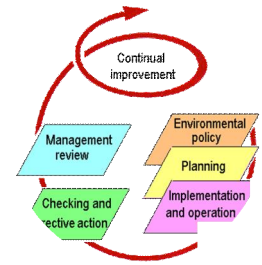 Continual
improvement
Environmental
policy
Planning
Implementation
and operation
Checking and
rective action
Management
review